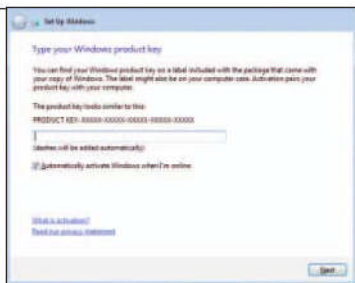 Set Up Windows
Type your Windows product key
You can find your Windows product key on a label included with the package that came with
your copy of Windows. The label might also be on your computer case. Activation pairs your
product key with your computer.
The product key looks similar to this:
PRODUCT KEY: XXXXX-XXXXX-XXXXX-XXXXX-XXXXX
(dashes will be added automatically)
Automatically activate Windows when I'm online
What is activation?
Read our privacy statement
Next